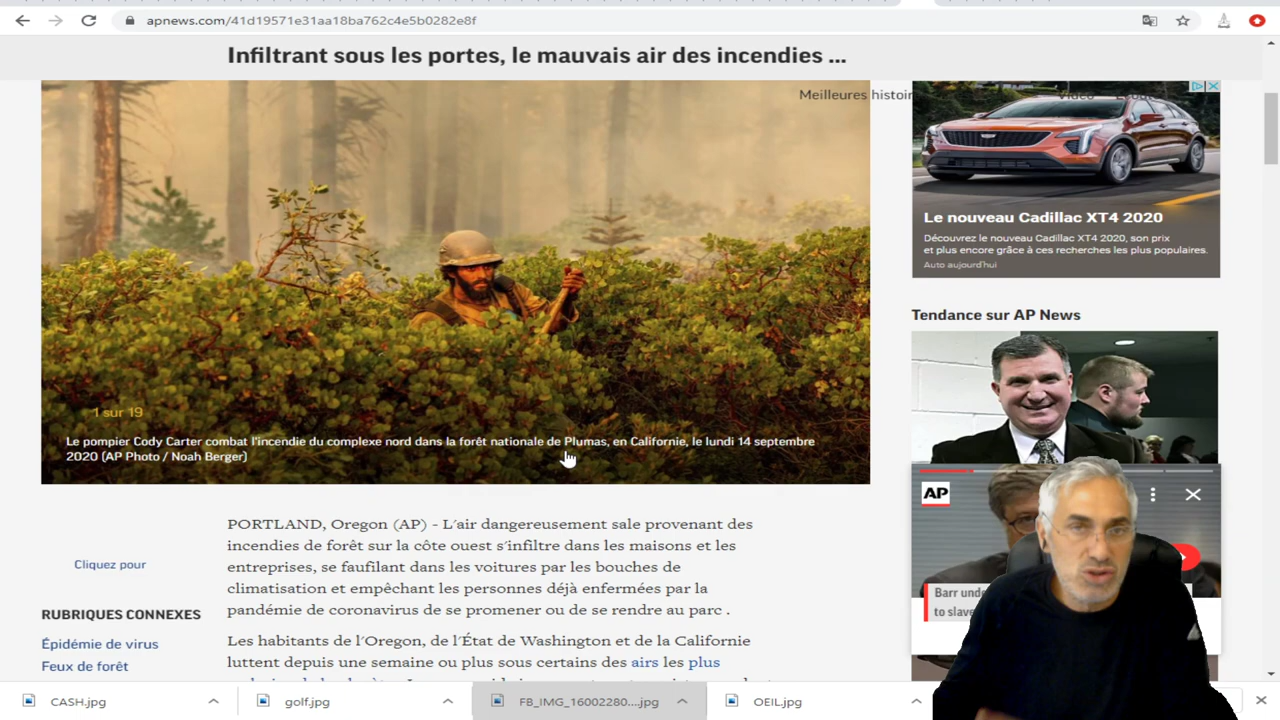 apnews.com/41d19571e31aa18ba762c4e5b0282e8f
Infiltrant sous les portes, le mauvais air des incendies ...
Meilleures histoir
1 sur 19
Le pompier Cody Carter combat l'incendie du complexe nord dans la forêt nationale de Plumas, en Californie, le lundi 14 septembre
2020 (AP Photo / Noah Berger)
PORTLAND, Oregon (AP) - L'air dangereusement sale provenant des
incendies de forêt sur la côte ouest s'infiltre dans les maisons et les
entreprises, se faufilant dans les voitures par les bouches de
climatisation et empêchant les personnes déjà enfermées par la
pandémie de coronavirus de se promener ou de se rendre au parc .
Les habitants de l'Oregon, de l'État de Washington et de la Californie
luttent depuis une semaine ou plus sous certains des airs les plus
Cliquez pour
RUBRIQUES CONNEXES
Épidémie de virus
Feux de forêt
Le nouveau Cadillac XT4 2020
Découvrez le nouveau Cadillac XT4 2020, son prix
et plus encore grâce à ces recherches les plus populaires.
Auto aujourd'hui
Tendance sur AP News
AP
Barr und
to slave
CASH.jpg
golf.jpg
FB_IMG_16002280....jpg
OEIL.jpg